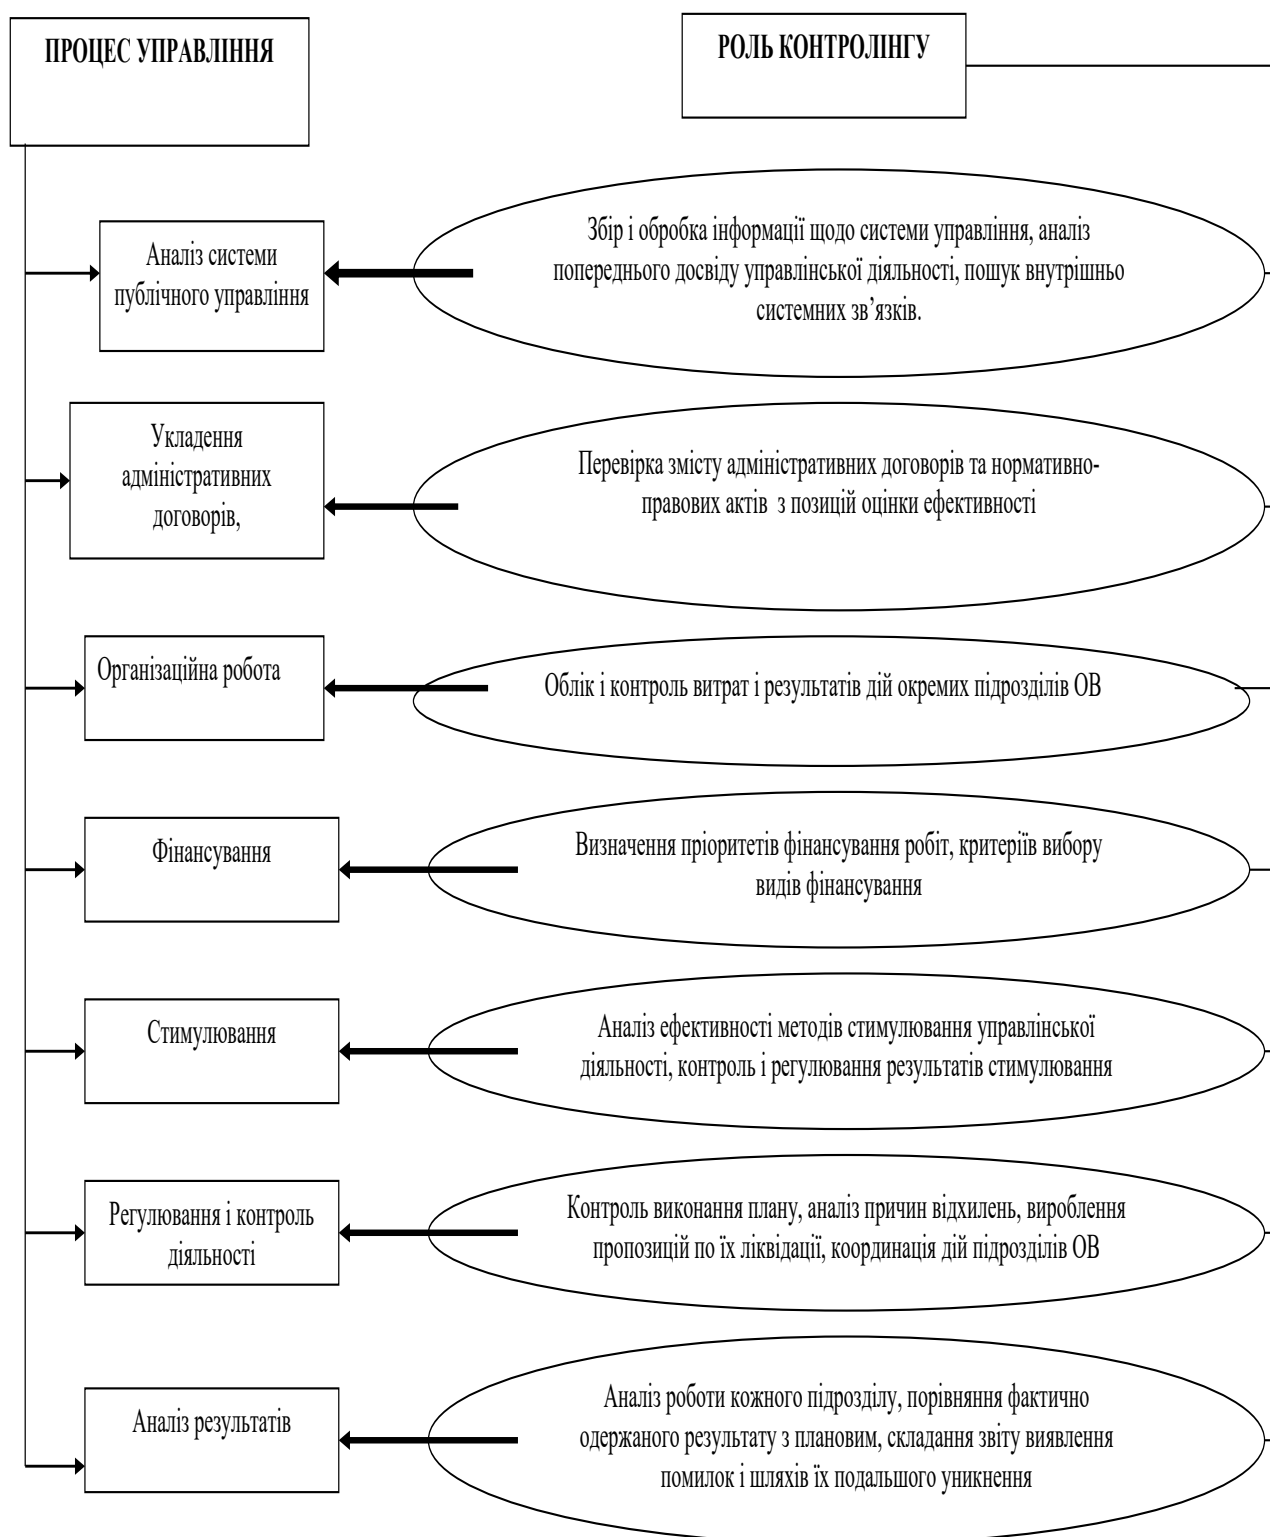 ПРОЦЕС УПРАВЛІННЯ
РОЛЬ КОНТРОЛІНГУ
Аналіз системи
публічного управління
Збір і обробка інформації щодо системи управління, аналіз
попереднього досвіду управлінської діяльності, пошук внутрішньо
системних зв’язків.
Укладення
адміністративних
договорів,
Перевірка змісту адміністративних договорів та нормативно-
правових актів з позицій оцінки ефективності
Організаційна робота
Облік і контроль витрат і результатів дій окремих підрозділів ОВ
Фінансування
Визначення пріоритетів фінансування робіт, критеріїв вибору
видів фінансування
Стимулювання
Аналіз ефективності методів стимулювання управлінської
діяльності, контроль і регулювання результатів стимулювання
Регулювання і контроль
діяльності
Контроль виконання плану, аналіз причин відхилень, вироблення
пропозицій по їх ліквідації, координація дій підрозділів ОВ
Аналіз результатів
Аналіз роботи кожного підрозділу, порівняння фактично
одержаного результату з плановим, складання звіту виявлення
помилок і шляхів їх подальшого уникнення